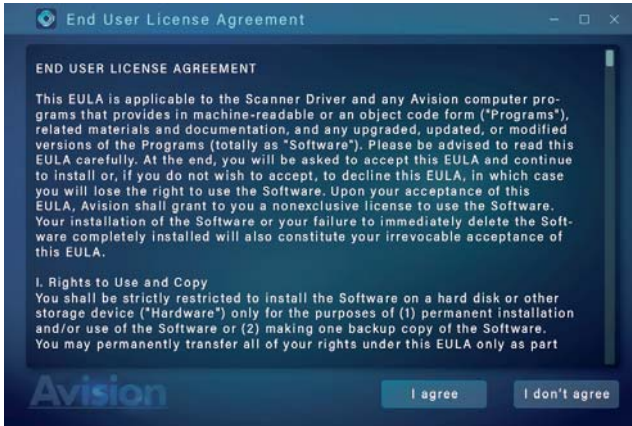 End User License Agreement
END USER LICENSE AGREEMENT
This EULA is applicable to the Scanner Driver and any Avision computer pro-
grams that provides in machine-readable or an object code form ("Programs"),
related materials and documentation, and any upgraded, updated, or modified
versions of the Programs (totally as "Software"). Please be advised to read this
EULA carefully. At the end, you will be asked to accept this EULA and continue
to install or, if you do not wish to accept, to decline this EULA, in which case
you will lose the right to use the Software. Upon your acceptance of this
EULA, Avision shall grant to you a nonexclusive license to use the Software.
Your installation of the Software or your failure to immediately delete the Soft-
ware completely installed will also constitute your irrevocable acceptance of
this EULA.
I. Rights to Use and Copy
You shall be strictly restricted to install the Software on a hard disk or other
storage device ("Hardware") only for the purposes of (1) permanent installation
and/or use of the Software or (2) making one backup copy of the Software.
You may permanently transfer all of your rights under this EULA only as part
Avision
I agree
I don't agree